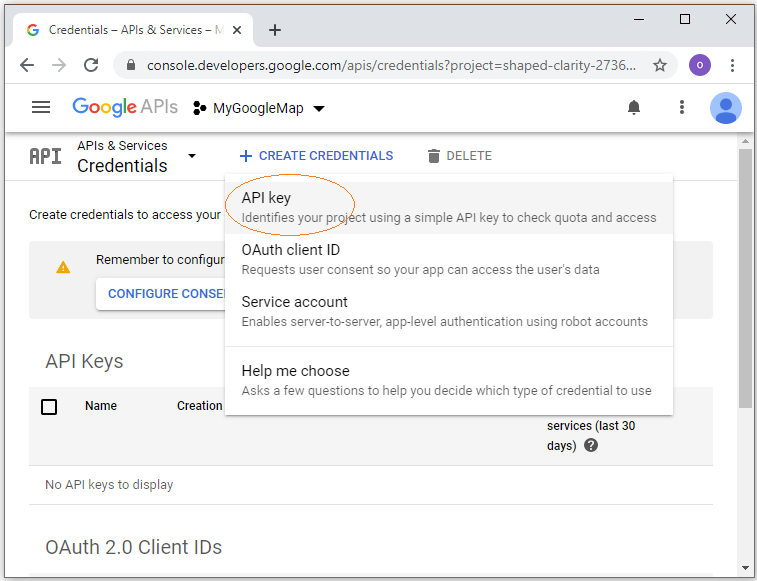 Credentials – APIs & Services – M
console.developers.google.com/apis/credentials?project=shaped-clarity-2736...
O
Google APIs
MyGoogleMap
API
APIs & Services
Credentials
CREATE CREDENTIALS
DELETE
API key
Identifies your project using a simple API key to check quota and access
OAuth client ID
Requests user consent so your app can access the user's data
Service account
Enables server-to-server, app-level authentication using robot accounts
Help me choose
Asks a few questions to help you decide which type of credential to use
Create credentials to access your
Remember to configur
CONFIGURE CONSE
API Keys
Name
Creation
services (last 30
days)
?
No API keys to display
OAuth 2.0 Client IDs